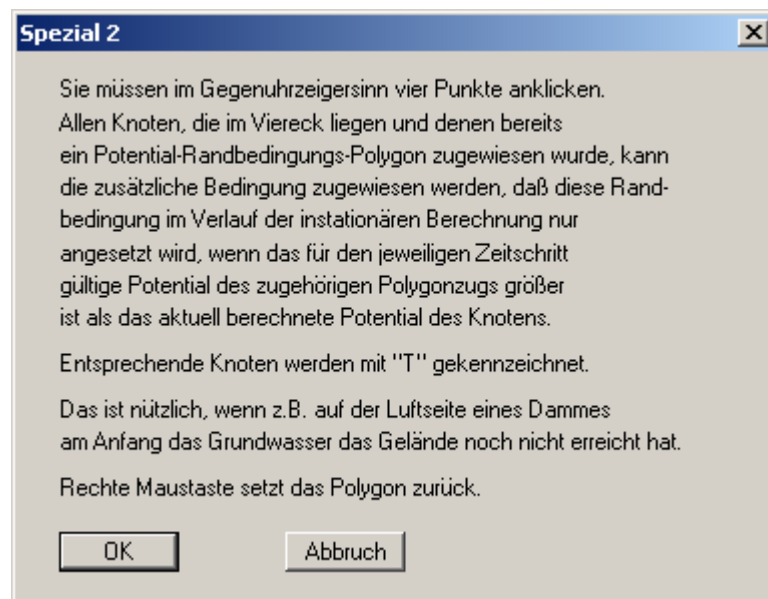 Spezial 2
Sie müssen im Gegenuhrzeigersinn vier Punkte anklicken.
Allen Knoten, die im Viereck liegen und denen bereits
ein Potential-Randbedingungs-Polygon zugewiesen wurde, kann
die zusätzliche Bedingung zugewiesen werden, daß diese Rand-
bedingung im Verlauf der instationären Berechnung nur
angesetzt wird, wenn das für den jeweiligen Zeitschritt
gültige Potential des zugehörigen Polygonzugs größer
ist als das aktuell berechnete Potential des Knotens.
Entsprechende Knoten werden mit "T" gekennzeichnet.
Das ist nützlich, wenn z.B. auf der Luftseite eines Dammes
am Anfang das Grundwasser das Gelände noch nicht erreicht hat.
Rechte Maustaste setzt das Polygon zurück.
OK
Abbruch